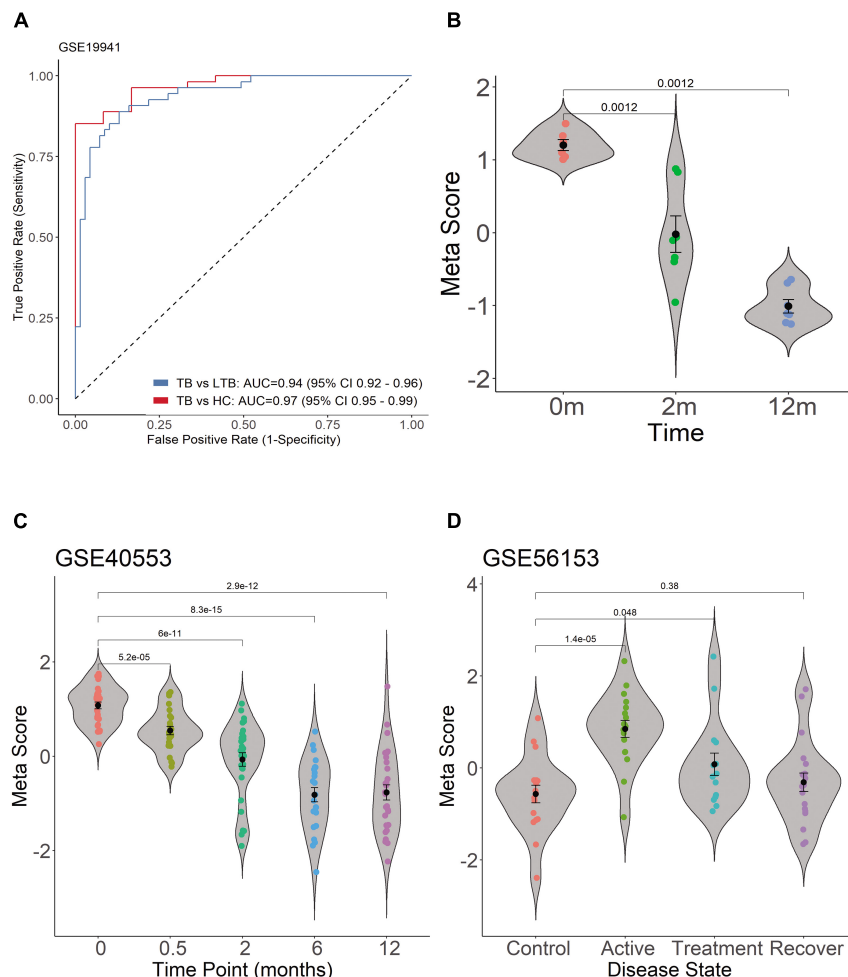 A
GSE19941
True Positive Rate (Sensitivity)
1.00
0.75
0.50
0.25
0.00
TB vs LTB: AUC=0.94 (95% CI 0.92 - 0.96)
TB vs HC: AUC=0.97 (95% CI 0.95 - 0.99)
0.00 0.25 0.50 0.75 1.00
False Positive Rate (1-Specificity)
B
Meta Score
2
1
0
-1
-2
0.0012
0.0012
0m 2m 12m
Time
C
GSE40553
Meta Score
2
0
-2
2.9e-12
8.3e-15
6e-11
5.2e-05
0 0.5 2 6 12
Time Point (months)
D
GSE56153
Meta Score
4
2
0
-2
0.38
0.048
1.4e-05
Control Active Treatment Recover
Disease State